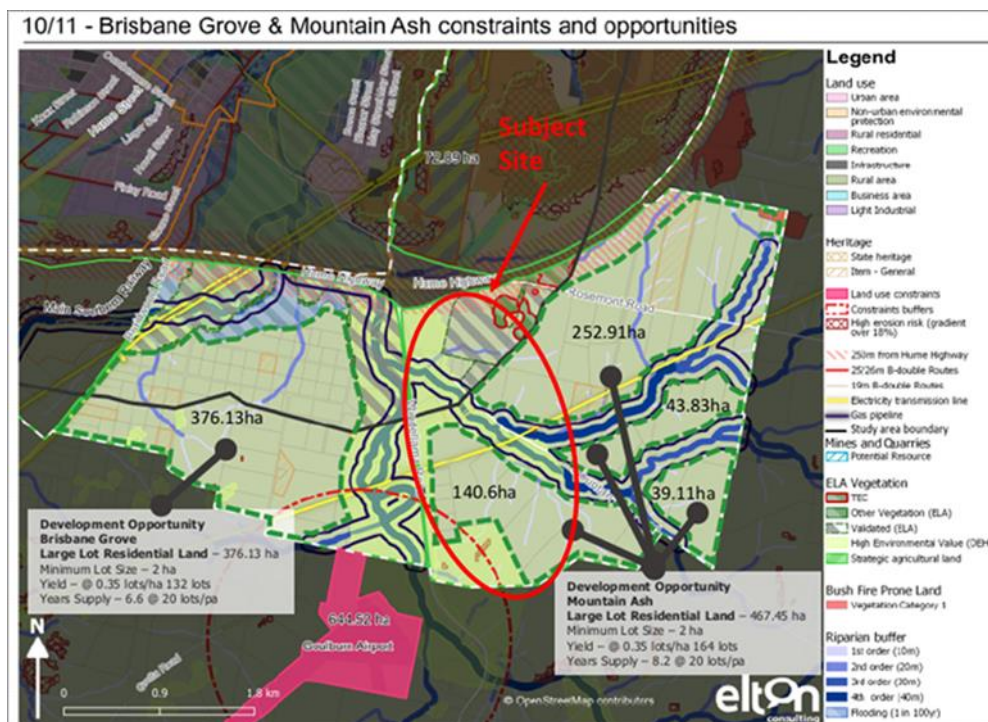 10/11 - Brisbane Grove & Mountain Ash constraints and opportunities
Subject
Site
72.89 ha
Hume Street
Finlay Road
Main Southern Railway
Hume Highway
Hume Highway
Rosemont Road
252.91ha
376.13ha
43.83ha
140.6ha
39.11ha
Development Opportunity
Brisbane Grove
Large Lot Residential Land – 376.13 ha
Minimum Lot Size – 2 ha
Yield – @ 0.35 lots/ha 132 lots
Years Supply – 6.6 @ 20 lots/pa
Development Opportunity
Mountain Ash
Large Lot Residential Land – 467.45 ha
Minimum Lot Size – 2 ha
Yield – @ 0.35 lots/ha 164 lots
Years Supply – 8.2 @ 20 lots/pa
644.52 ha
Goulburn Airport
N
0
0.9
1.8 km
© OpenStreetMap contributors
elton
consulting
Legend
Land use
Urban area
Non-urban environmental
protection
Rural residential
Recreation
Infrastructure
Rural area
Business area
Light Industrial
Heritage
State heritage
Item - General
Land use constraints
Constraints buffers
High erosion risk (gradient
over 18%)
250m from Hume Highway
25/26m B-double Routes
19m B-double Routes
Electricity transmission line
Gas pipeline
Study area boundary
Mines and Quarries
Potential Resource
ELA Vegetation
TEC
Other Vegetation (ELA)
Validated (ELA)
High Environmental Value (OEH
Strategic agricultural land
Bush Fire Prone Land
Vegetation Category 1
Riparian buffer
1st order (10m)
2nd order (20m)
3rd order (30m)
4th order (40m)
Flooding (1 in 100yr)